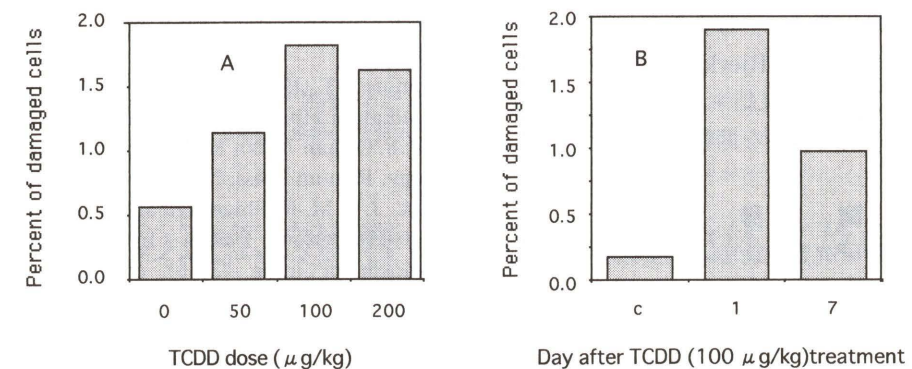 Percent of damaged cells
2.0
1.5
1.0
0.5
0.0
A
0 50 100 200
TCDD dose (μg/kg)
Percent of damaged cells
2.0
1.5
1.0
0.5
0.0
B
c 1 7
Day after TCDD (100 μg/kg)treatment